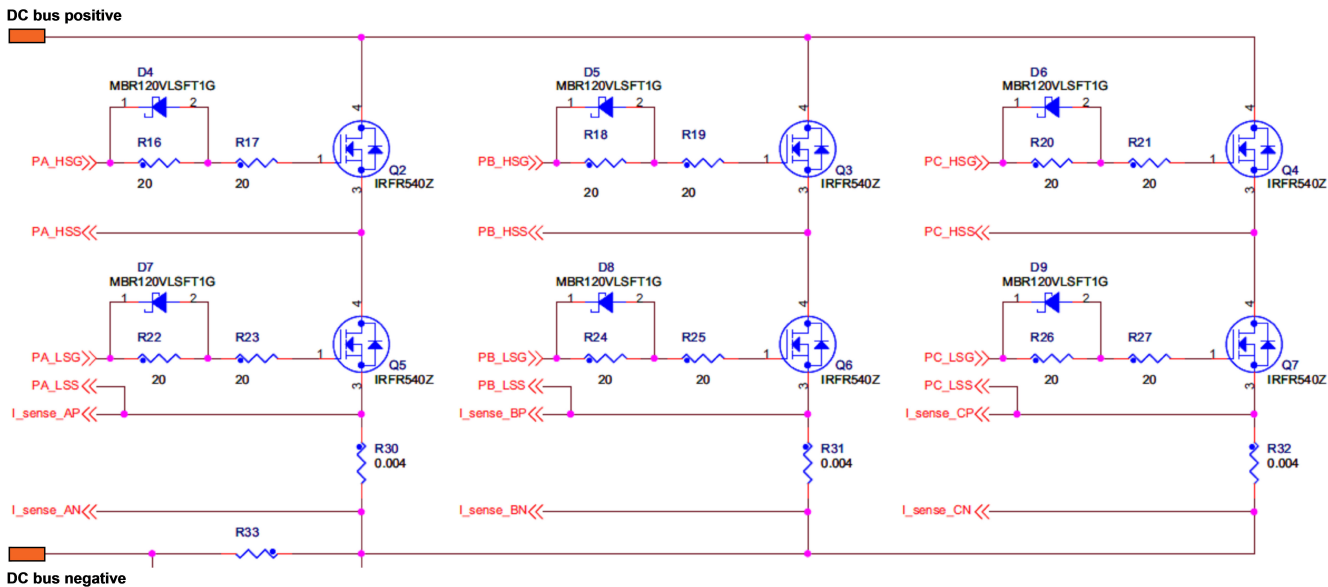 DC bus positive
D4
MBR120VLSFT1G
1 2
R16
R17
4
PA_HSG
1
20
20
Q2
IRFR540Z
3
PA_HSS
D5
MBR120VLSFT1G
1 2
R18
R19
4
PB_HSG
1
20
20
Q3
IRFR540Z
3
PB_HSS
D6
MBR120VLSFT1G
1 2
R20
R21
4
PC_HSG
1
20
20
Q4
IRFR540Z
3
PC_HSS
D7
MBR120VLSFT1G
1 2
R22
R23
4
PA_LSG
1
20
20
Q5
IRFR540Z
3
PA_LSS
I_sense_AP
R30
0.004
I_sense_AN
D8
MBR120VLSFT1G
1 2
R24
R25
4
PB_LSG
1
20
20
Q6
IRFR540Z
3
PB_LSS
I_sense_BP
R31
0.004
I_sense_BN
D9
MBR120VLSFT1G
1 2
R26
R27
4
PC_LSG
1
20
20
Q7
IRFR540Z
3
PC_LSS
I_sense_CP
R32
0.004
I_sense_CN
R33
DC bus negative